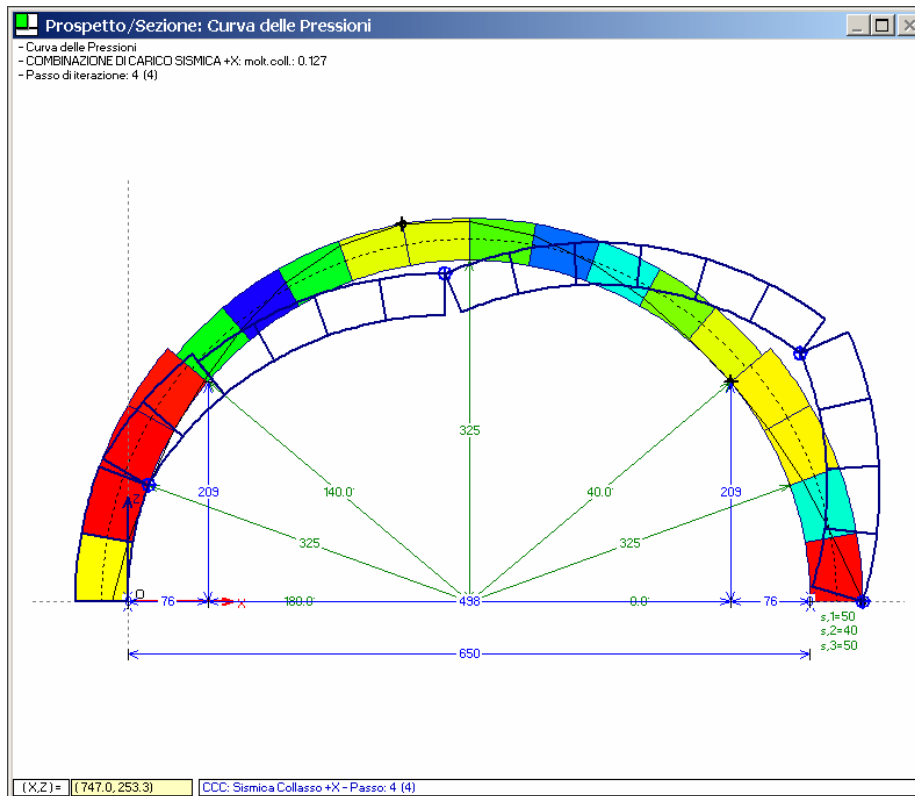 Prospetto/Sezione: Curva delle Pressioni
- Curva delle Pressioni
- COMBINAZIONE DI CARICO SISMICA +X: molt.coll.: 0.127
- Passo di iterazione: 4 (4)
325
209
140.0°
40.0°
209
Z
325
325
O
76
X
180.0°
498
0.0°
76
s,1=50
s,2=40
s,3=50
650
(X,Z) =
(747.0, 253.3)
CCC: Sismica Collasso +X - Passo: 4 (4)